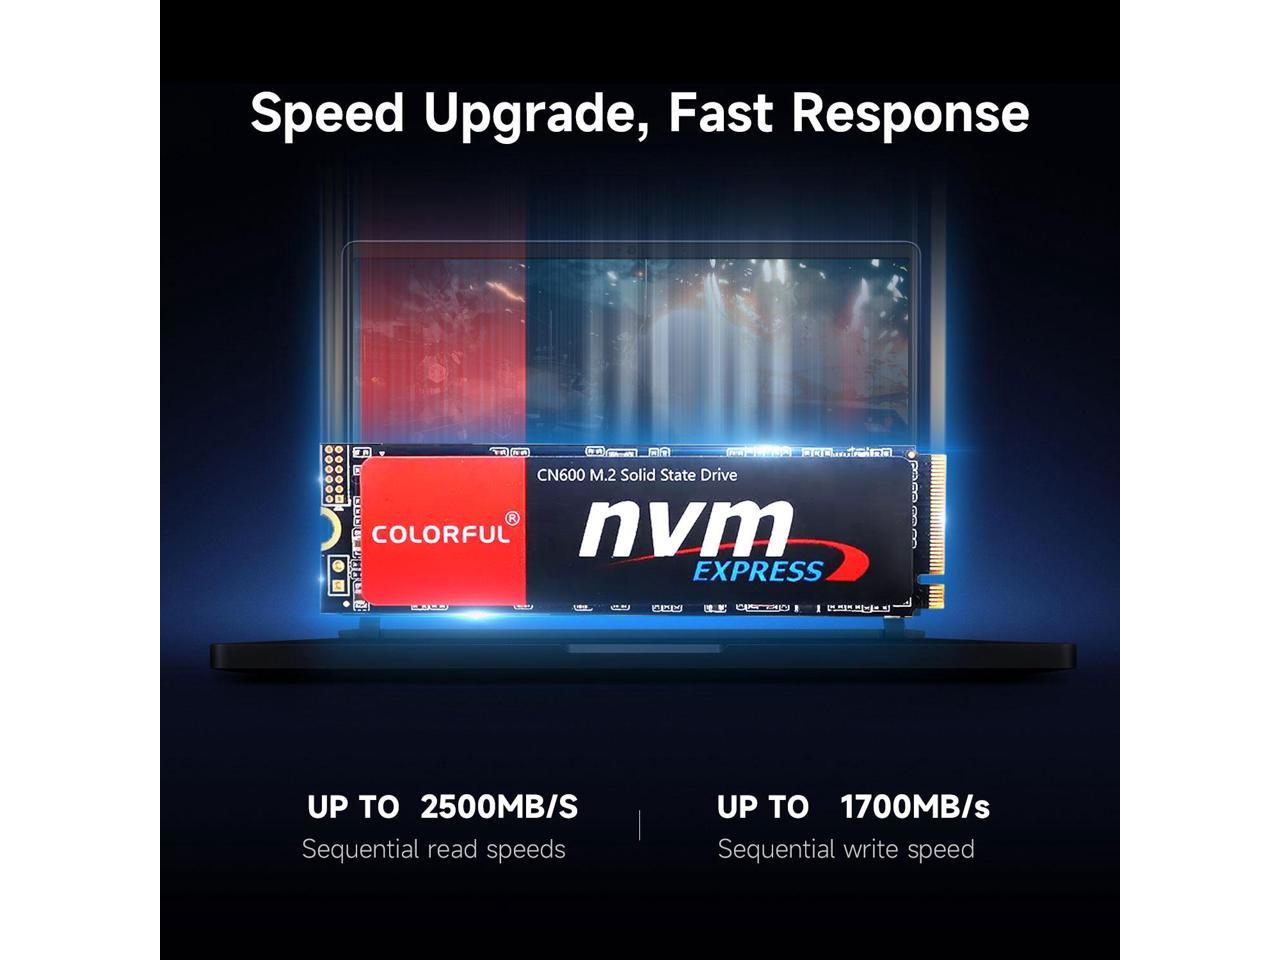 Speed Upgrade, Fast Response
CN600 M.2 Solid State Drive
COLORFUL®
nvm
EXPRESS
UP TO 2500MB/S
Sequential read speeds
UP TO 1700MB/s
Sequential write speed